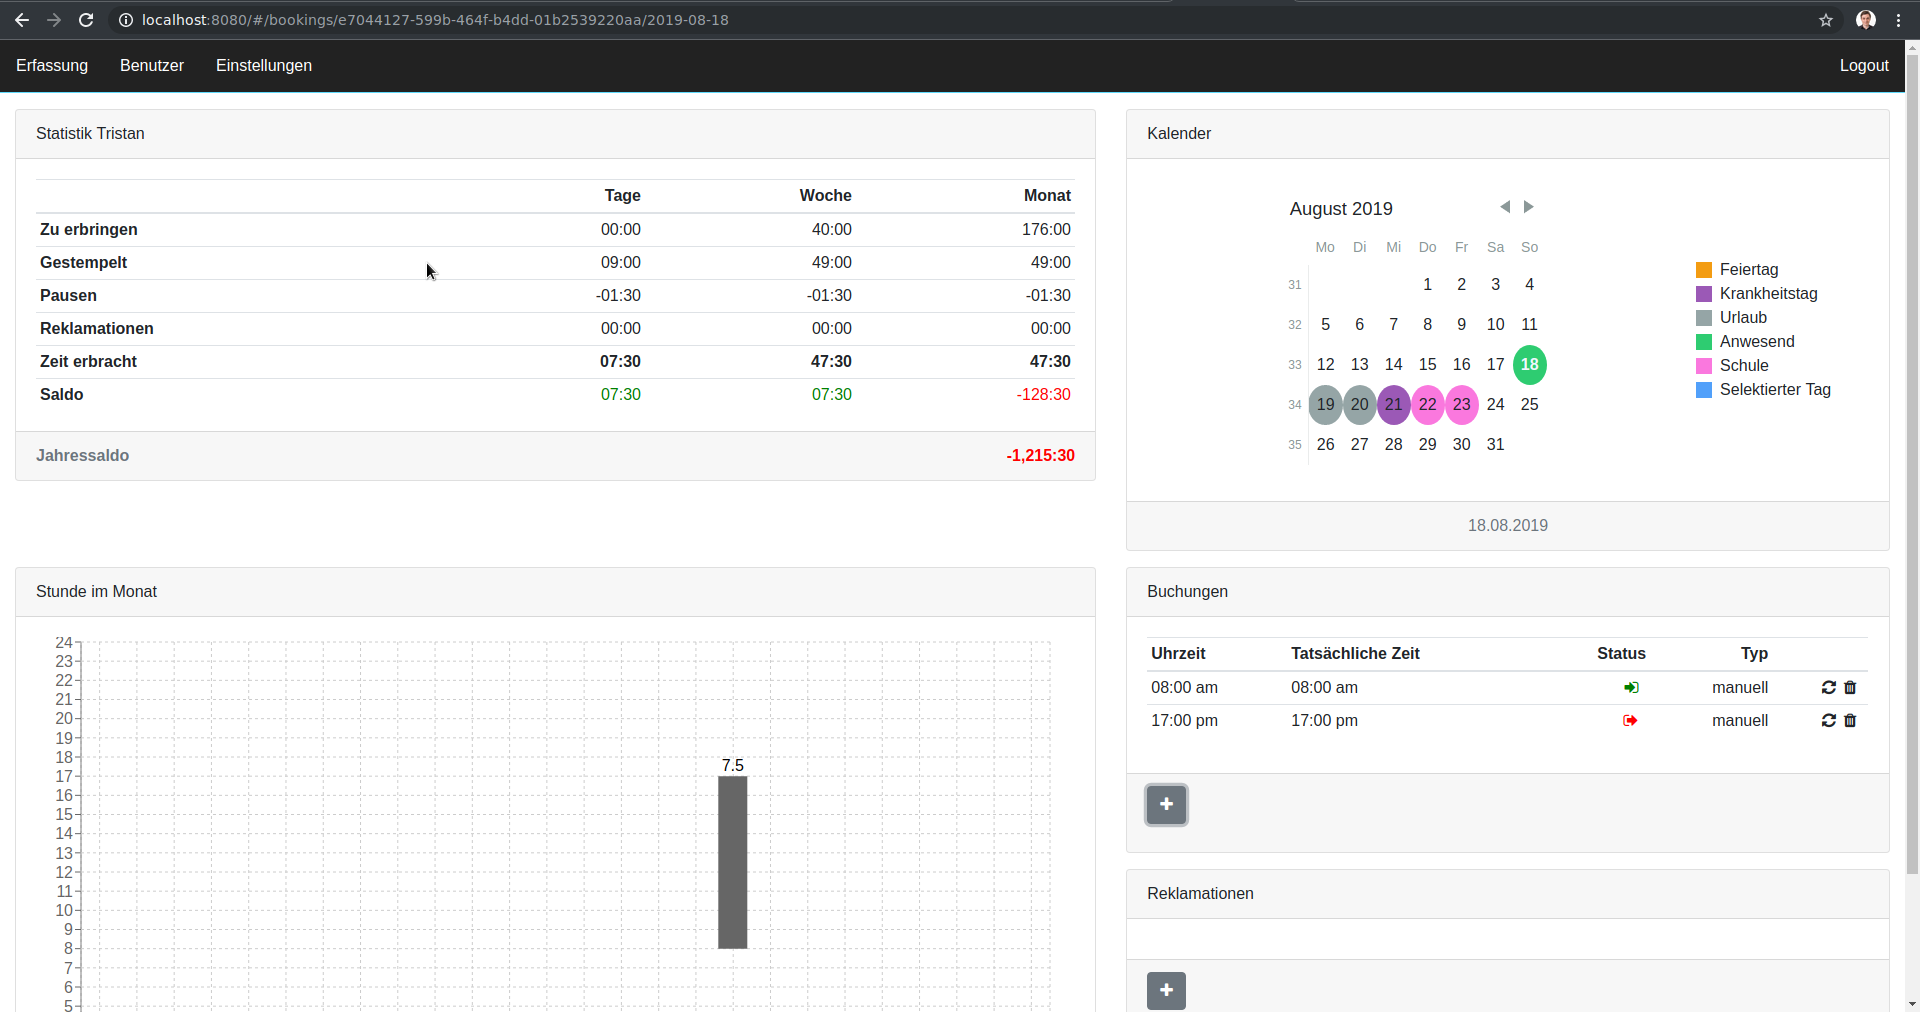 localhost:8080/#/bookings/e7044127-599b-464f-b4dd-01b2539220aa/2019-08-18
Erfassung Benutzer Einstellungen Logout
Statistik Tristan
Tage Woche Monat
Zu erbringen 00:00 40:00 176:00
Gestempelt 09:00 49:00 49:00
Pausen -01:30 -01:30 -01:30
Reklamationen 00:00 00:00 00:00
Zeit erbracht 07:30 47:30 47:30
Saldo 07:30 07:30 -128:30
Jahressaldo -1,215:30
Kalender
August 2019
Mo Di Mi Do Fr Sa So
31 1 2 3 4
32 5 6 7 8 9 10 11
33 12 13 14 15 16 17 18
34 19 20 21 22 23 24 25
35 26 27 28 29 30 31
Feiertag
Krankheitstag
Urlaub
Anwesend
Schule
Selektierter Tag
18.08.2019
Stunde im Monat
24
23
22
21
20
19
18
17
16
15
14
13
12
11
10
9
8
7
6
5
7.5
Buchungen
Uhrzeit Tatsächliche Zeit Status Typ
08:00 am 08:00 am manuell
17:00 pm 17:00 pm manuell
Reklamationen